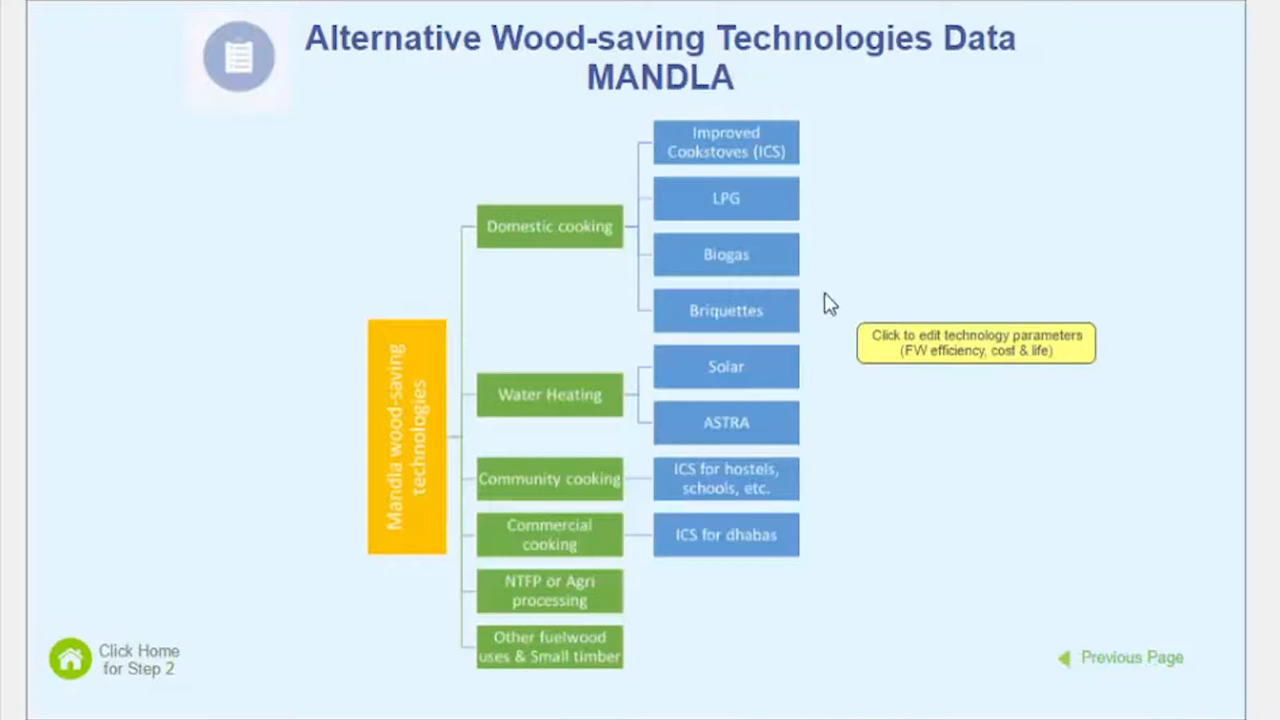 Alternative Wood-saving Technologies Data
MANDLA
Improved
Cookstoves (ICS)
LPG
Domestic cooking
Biogas
Briquettes
Click to edit technology parameters
(FW efficiency, cost & life)
Mandla wood-saving
technologies
Solar
Water Heating
ASTRA
Community cooking
ICS for hostels,
schools, etc.
Commercial
cooking
ICS for dhabas
NTFP or Agri
processing
Other fuelwood
uses & Small timber
Click Home
for Step 2
Previous Page